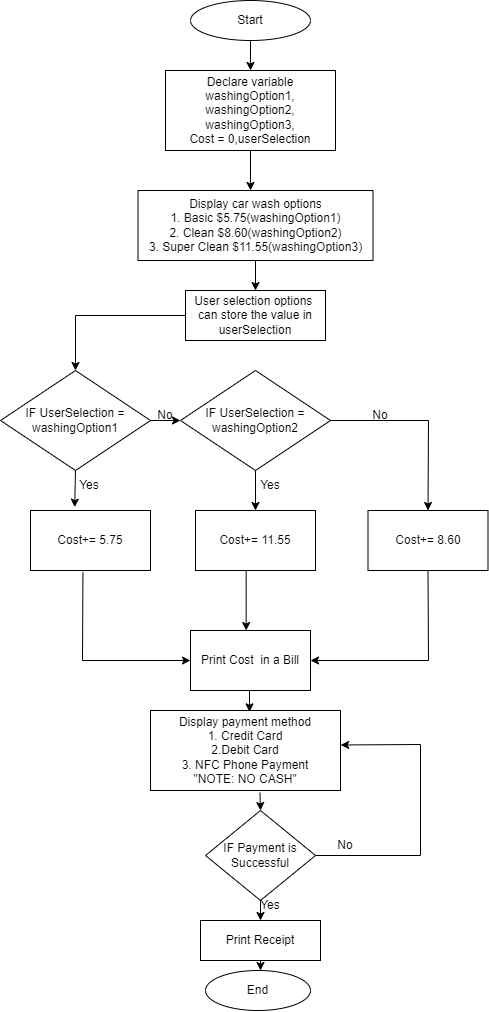 Start
Declare variable
washingOption1,
washingOption2,
washingOption3,
Cost = 0,userSelection
Display car wash options
1. Basic $5.75(washingOption1)
2. Clean $8.60(washingOption2)
3. Super Clean $11.55(washingOption3)
User selection options
can store the value in
userSelection
IF UserSelection =
washingOption1
No
IF UserSelection =
washingOption2
No
Yes
Yes
Cost+= 5.75
Cost+= 11.55
Cost+= 8.60
Print Cost in a Bill
Display payment method
1. Credit Card
2.Debit Card
3. NFC Phone Payment
"NOTE: NO CASH"
IF Payment is
Successful
No
Yes
Print Receipt
End